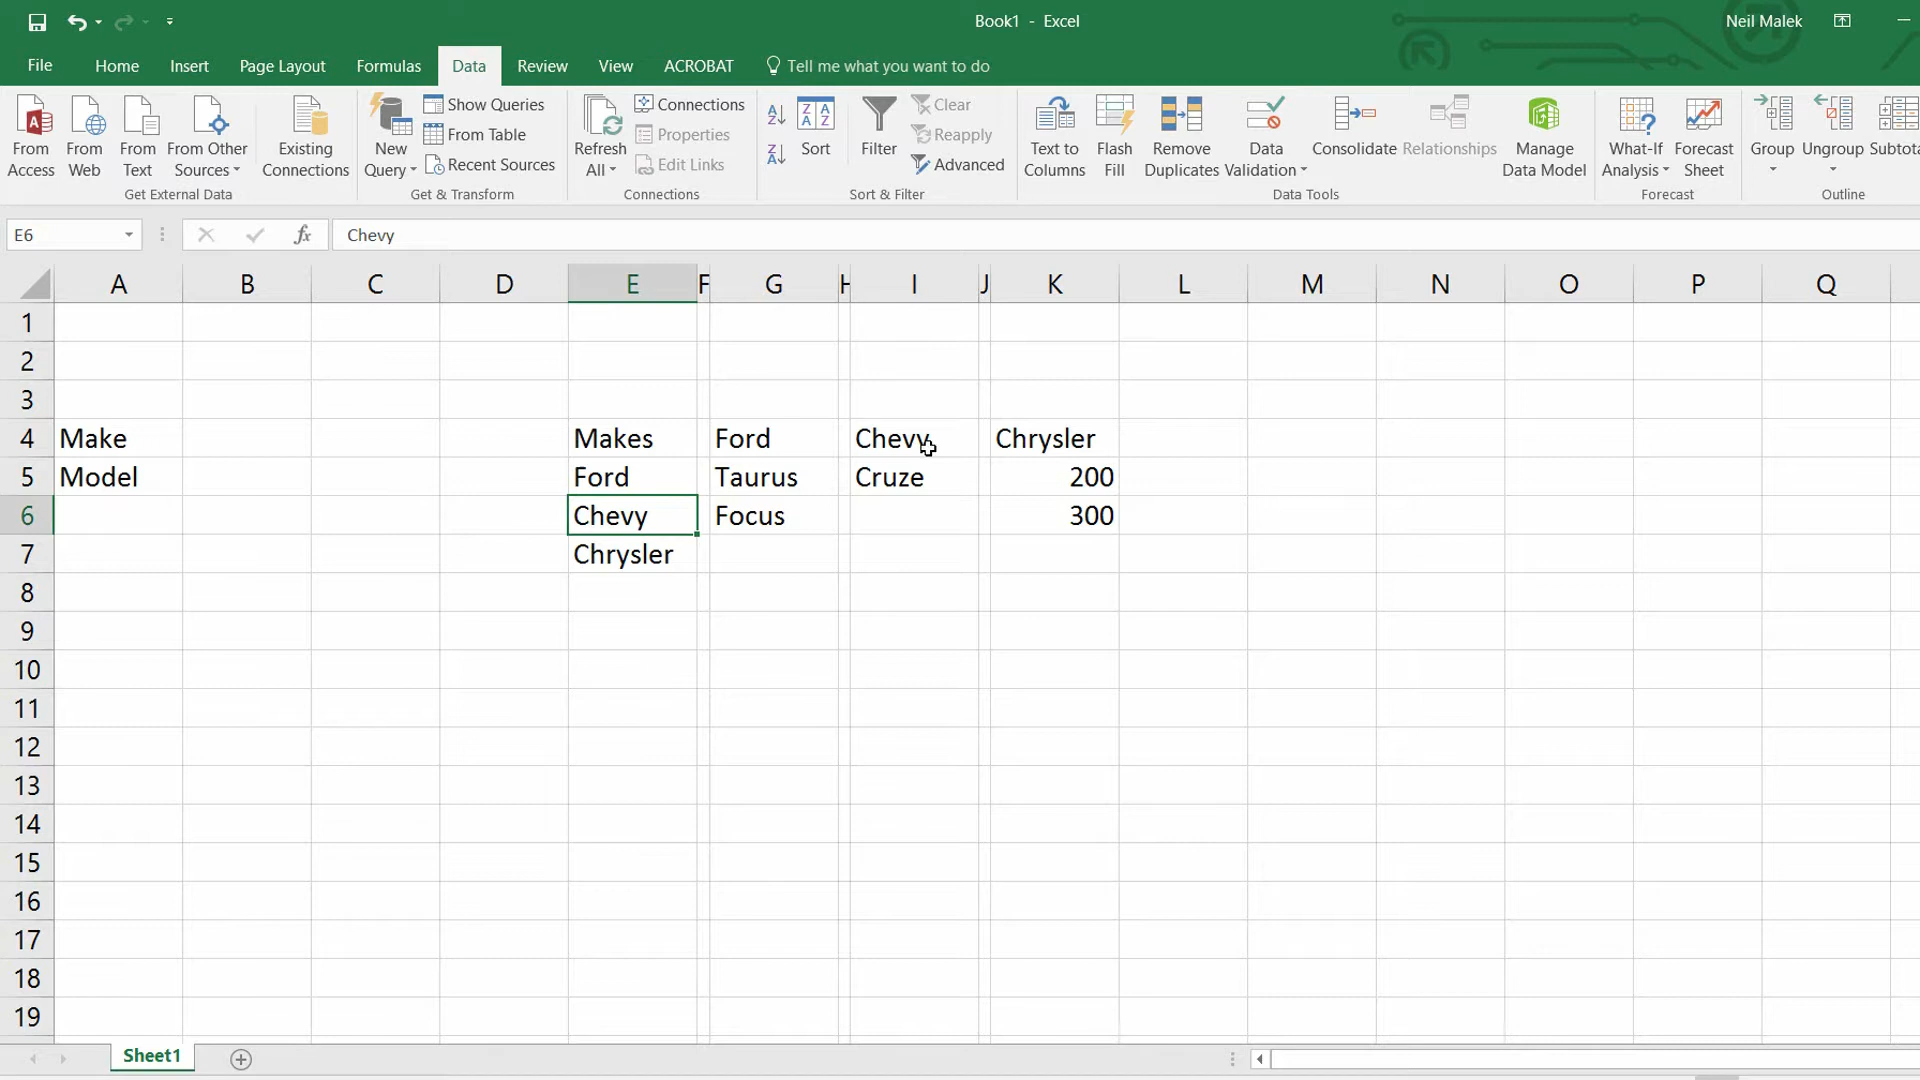 Book1 - Excel
Neil Malek
File Home Insert Page Layout Formulas Data Review View ACROBAT Tell me what you want to do
From Access
From Web
From Text
From Other Sources
Existing Connections
Get External Data
New Query
Show Queries
From Table
Recent Sources
Get & Transform
Refresh All
Connections
Properties
Edit Links
Connections
Sort
Filter
Clear
Reapply
Advanced
Sort & Filter
Text to Columns
Flash Fill
Remove Duplicates
Data Validation
Consolidate
Relationships
Manage Data Model
Data Tools
What-If Analysis
Forecast Sheet
Forecast
Group
Ungroup
Subtota
Outline
E6 fx Chevy
A B C D E F G H I J K L M N O P Q
1
2
3
4 Make Makes Ford Chevy Chrysler
5 Model Ford Taurus Cruze 200
6 Chevy Focus 300
7 Chrysler
8
9
10
11
12
13
14
15
16
17
18
19
Sheet1